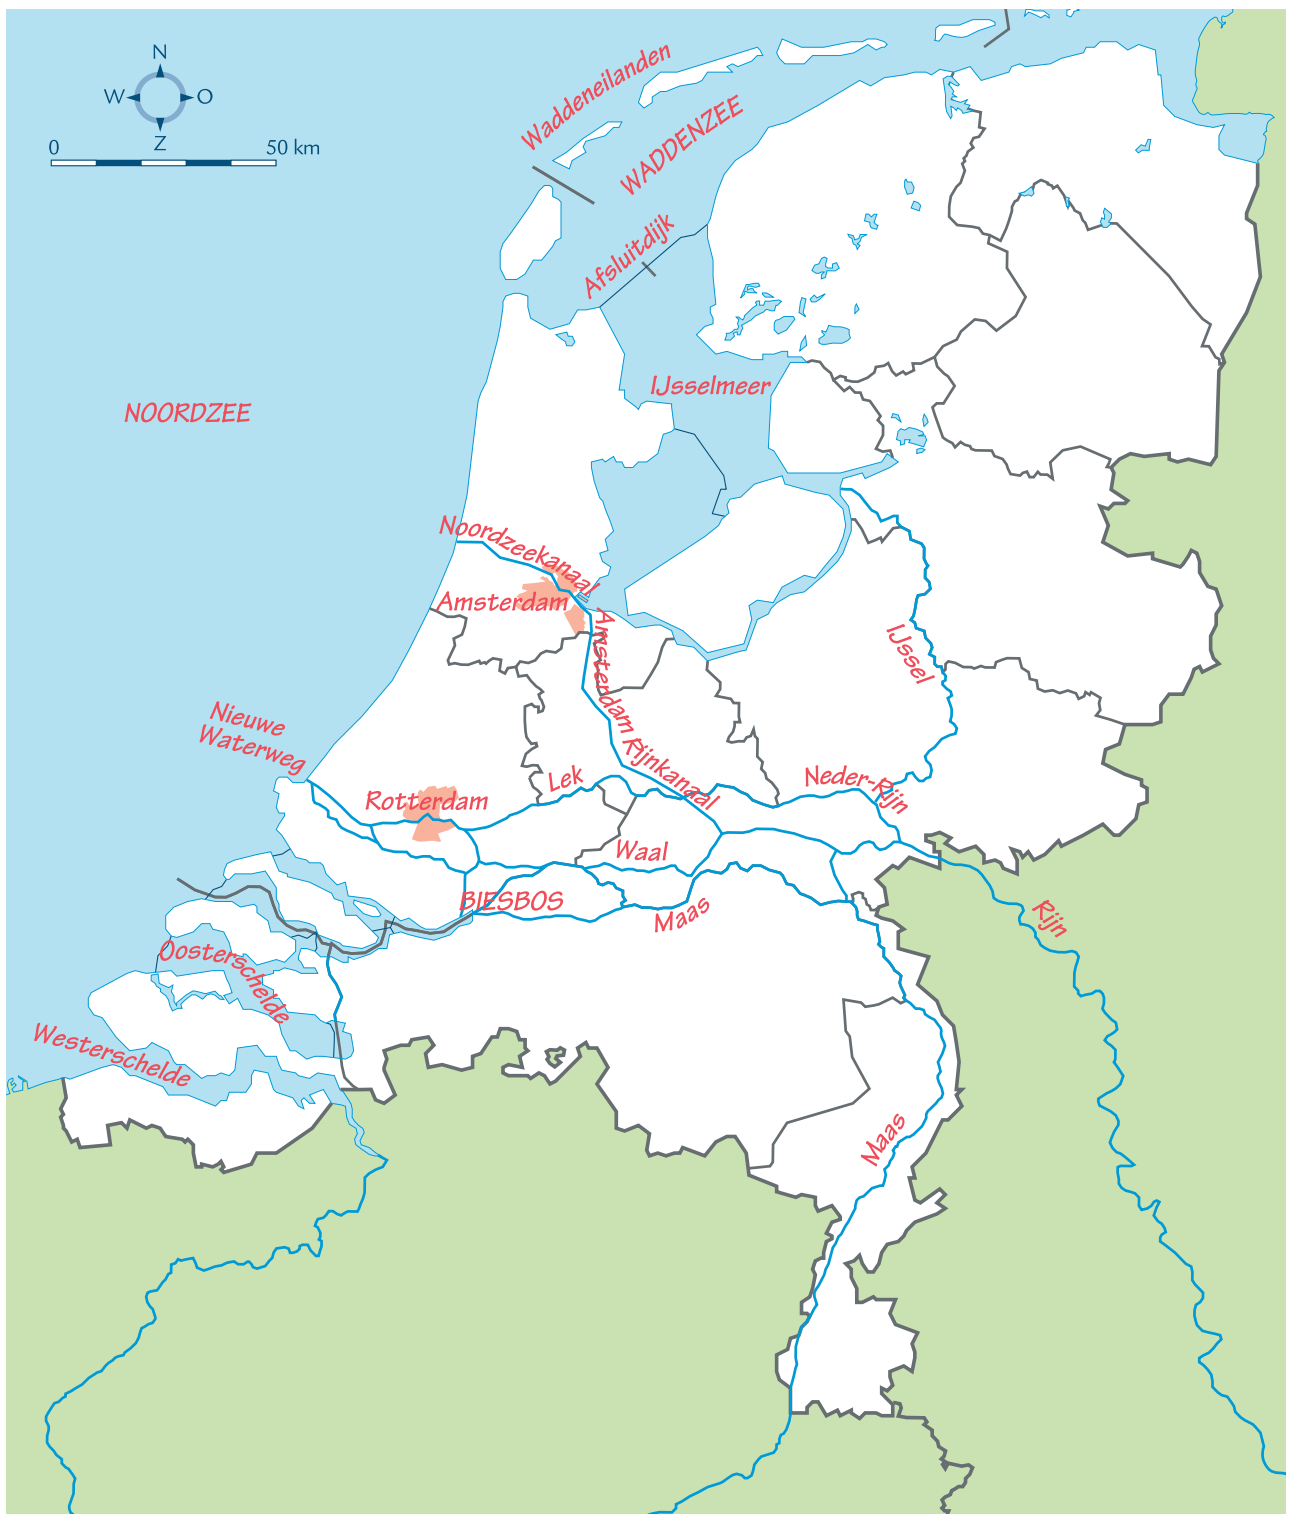 N
W O
Z
0 50 km
Waddeneilanden
WADDENZEE
Afsluitdijk
IJsselmeer
NOORDZEE
Noordzeekanaal
Amsterdam
Amsterdam Rijnkanaal
IJssel
Nieuwe
Waterweg
Rotterdam
Lek
Neder-Rijn
Waal
BIESBOS
Maas
Rijn
Oosterschelde
Westerschelde
Maas